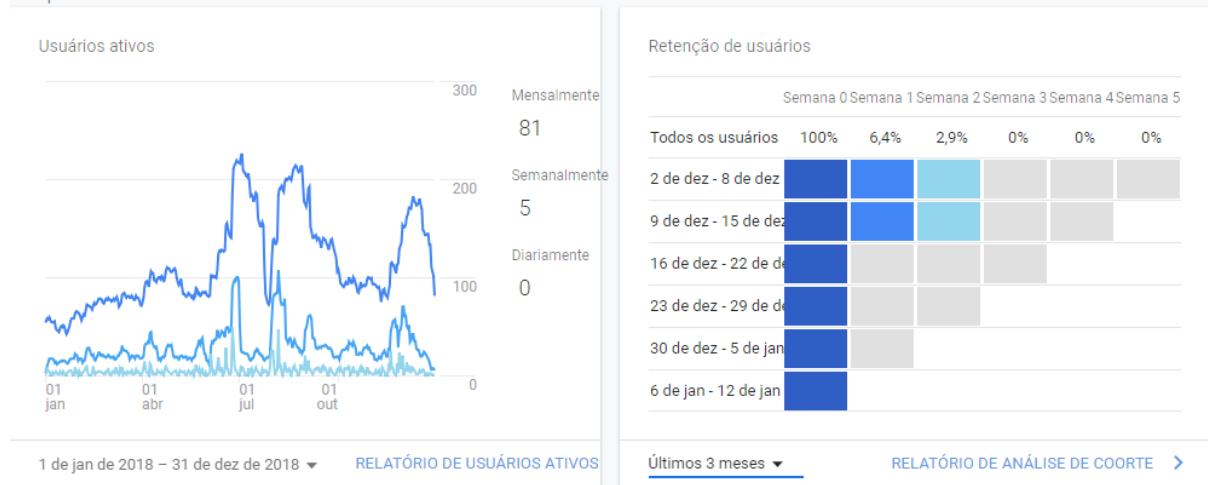 Usuários ativos
300
200
100
0
01 jan
01 abr
01 jul
01 out
Mensalmente
81
Semanalmente
5
Diariamente
0
1 de jan de 2018 – 31 de dez de 2018
RELATÓRIO DE USUÁRIOS ATIVOS
Retenção de usuários
Semana 0 Semana 1 Semana 2 Semana 3 Semana 4 Semana 5
Todos os usuários 100% 6,4% 2,9% 0% 0% 0%
2 de dez - 8 de dez
9 de dez - 15 de dez
16 de dez - 22 de de
23 de dez - 29 de de
30 de dez - 5 de jan
6 de jan - 12 de jan
Últimos 3 meses
RELATÓRIO DE ANÁLISE DE COORTE